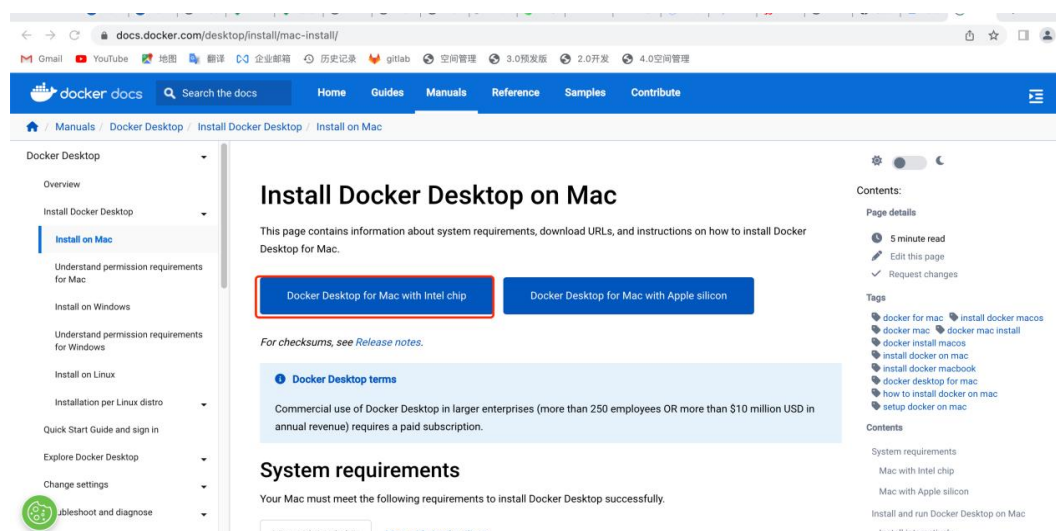 docs.docker.com/desktop/install/mac-install/
Gmail YouTube 地图 翻译 企业邮箱 历史记录 gitlab 空间管理 3.0预发版 2.0开发 4.0空间管理
docker docs Search the docs Home Guides Manuals Reference Samples Contribute
/ Manuals / Docker Desktop / Install Docker Desktop / Install on Mac
Docker Desktop
Overview
Install Docker Desktop
Install on Mac
Understand permission requirements
for Mac
Install on Windows
Understand permission requirements
for Windows
Install on Linux
Installation per Linux distro
Quick Start Guide and sign in
Explore Docker Desktop
Change settings
ubleshoot and diagnose
Install Docker Desktop on Mac
This page contains information about system requirements, download URLs, and instructions on how to install Docker
Desktop for Mac.
Docker Desktop for Mac with Intel chip
Docker Desktop for Mac with Apple silicon
For checksums, see Release notes.
Docker Desktop terms
Commercial use of Docker Desktop in larger enterprises (more than 250 employees OR more than $10 million USD in
annual revenue) requires a paid subscription.
System requirements
Your Mac must meet the following requirements to install Docker Desktop successfully.
Contents:
Page details
5 minute read
Edit this page
Request changes
Tags
docker for mac install docker macos
docker mac docker mac install
docker install macos
install docker on mac
install docker macbook
docker desktop for mac
how to install docker on mac
setup docker on mac
Contents
System requirements
Mac with Intel chip
Mac with Apple silicon
Install and run Docker Desktop on Mac